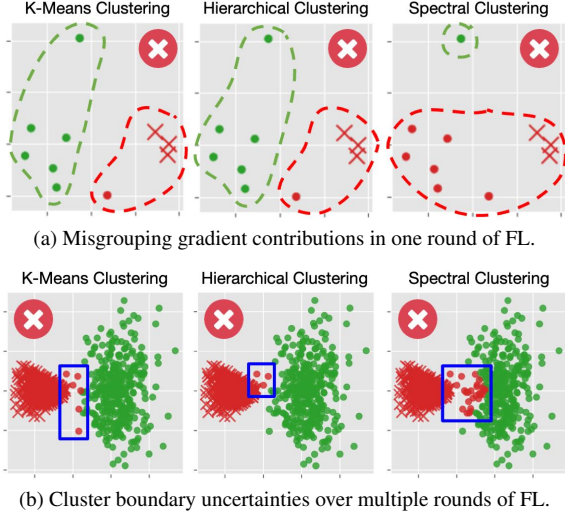 K-Means Clustering Hierarchical Clustering Spectral Clustering
(a) Misgrouping gradient contributions in one round of FL.
K-Means Clustering Hierarchical Clustering Spectral Clustering
(b) Cluster boundary uncertainties over multiple rounds of FL.